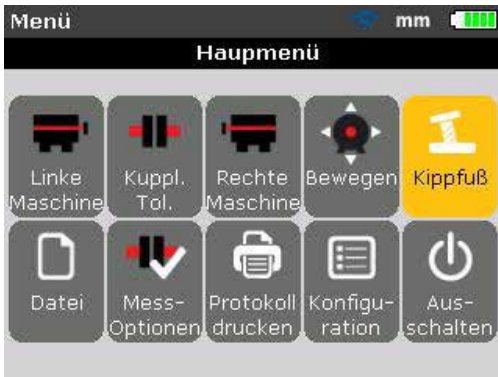 Menü mm
Haupmenü
Linke Maschine
Kuppl. Tol.
Rechte Maschine
Bewegen
Kippfuß
Datei
Mess-Optionen
Protokoll drucken
Konfigu-ration
Aus-schalten